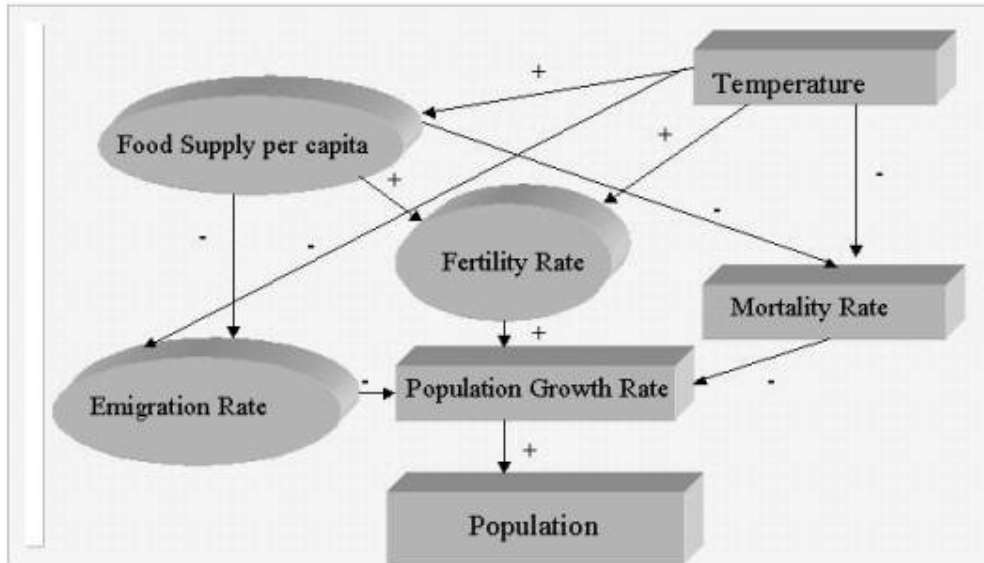 Temperature
+
Food Supply per capita
+
+
-
-
-
-
Fertility Rate
Mortality Rate
+
-
-
Emigration Rate
Population Growth Rate
+
Population